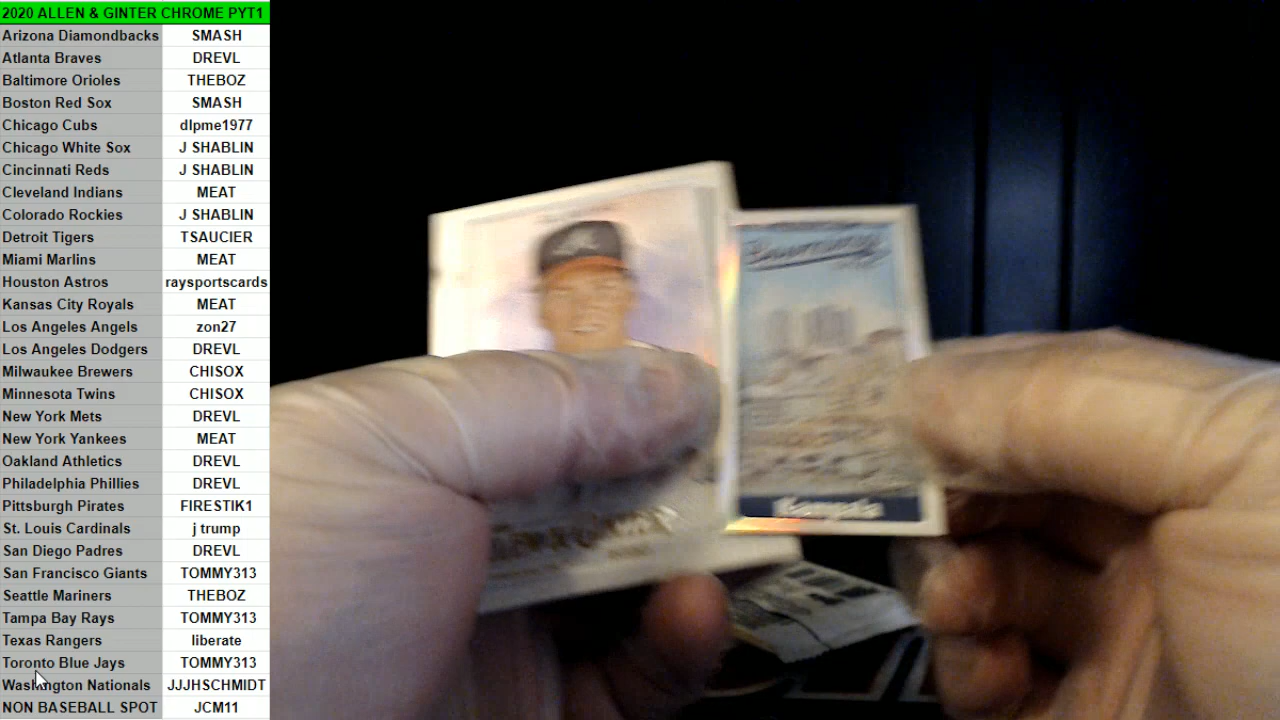 2020 ALLEN & GINTER CHROME PYT1
Arizona Diamondbacks SMASH
Atlanta Braves DREVL
Baltimore Orioles THEBOZ
Boston Red Sox SMASH
Chicago Cubs dlpme1977
Chicago White Sox J SHABLIN
Cincinnati Reds J SHABLIN
Cleveland Indians MEAT
Colorado Rockies J SHABLIN
Detroit Tigers TSAUCIER
Miami Marlins MEAT
Houston Astros raysportscards
Kansas City Royals MEAT
Los Angeles Angels zon27
Los Angeles Dodgers DREVL
Milwaukee Brewers CHISOX
Minnesota Twins CHISOX
New York Mets DREVL
New York Yankees MEAT
Oakland Athletics DREVL
Philadelphia Phillies DREVL
Pittsburgh Pirates FIRESTIK1
St. Louis Cardinals j trump
San Diego Padres DREVL
San Francisco Giants TOMMY313
Seattle Mariners THEBOZ
Tampa Bay Rays TOMMY313
Texas Rangers liberate
Toronto Blue Jays TOMMY313
Washington Nationals JJJHSCHMIDT
NON BASEBALL SPOT JCM11